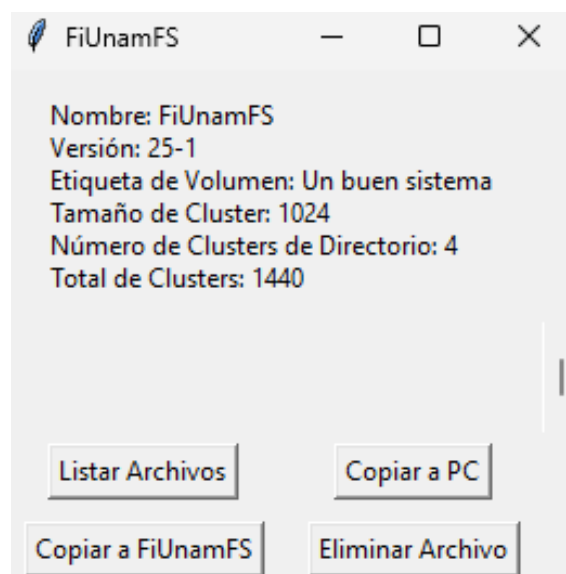 FiUnamFS
Nombre: FiUnamFS
Versión: 25-1
Etiqueta de Volumen: Un buen sistema
Tamaño de Cluster: 1024
Número de Clusters de Directorio: 4
Total de Clusters: 1440
Listar Archivos
Copiar a PC
Copiar a FiUnamFS
Eliminar Archivo